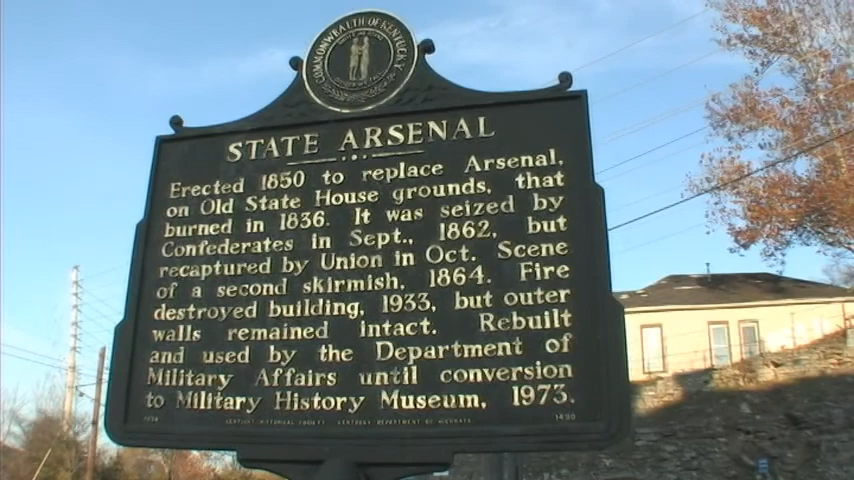 COMMONWEALTH OF KENTUCKY
STATE ARSENAL
Erected 1850 to replace Arsenal,
on Old State House grounds, that
burned in 1836. It was seized by
Confederates in Sept., 1862, but
recaptured by Union in Oct. Scene
of a second skirmish, 1864. Fire
destroyed building, 1933, but outer
walls remained intact. Rebuilt
and used by the Department of
Military Affairs until conversion
to Military History Museum, 1973.
KENTUCKY HISTORICAL SOCIETY KENTUCKY DEPARTMENT OF HIGHWAYS